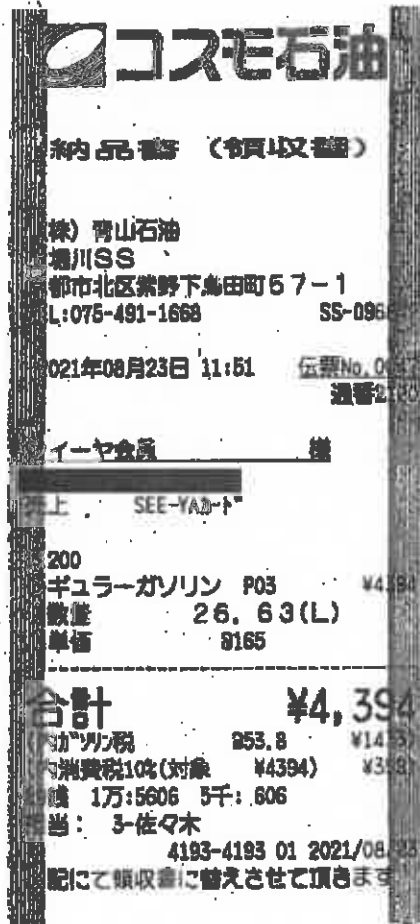 コスモ石油
納品書 (領収書)
株) 青山石油
堀川SS
都市北区紫野下鳥田町57-1
L:075-491-1668 SS-096
021年08月23日 11:51 伝票No.
通番
イーヤ会員 様
売上 SEE-YAカード
200
ギュラーガソリン P03 ¥4394
数量 26.63(L)
単価 @165
合計 ¥4,394
ガソリン税 @53.8
消費税10%(対象 ¥4394)
1万:5606 5千:606
当: 3-佐々木
4193-4193 01 2021/08/23
記にて領収書に替えさせて頂きます